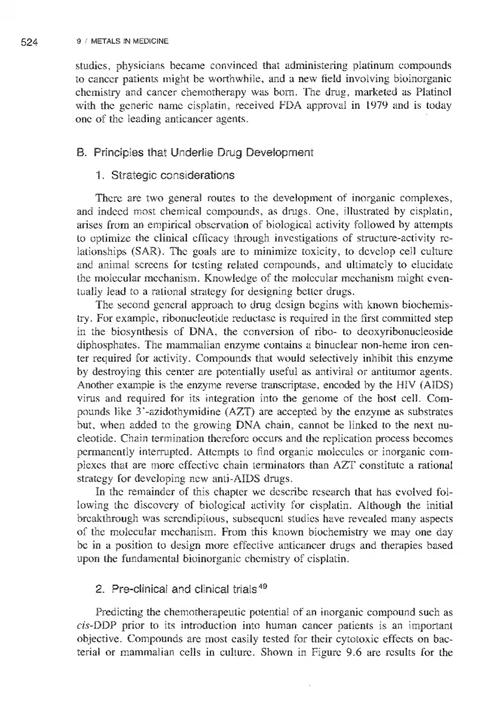 524 9 / METALS IN MEDICINE
studies, physicians became convinced that administering platinum compounds
to cancer patients might be worthwhile, and a new field involving bioinorganic
chemistry and cancer chemotherapy was born. The drug, marketed as Platinol
with the generic name cisplatin, received FDA approval in 1979 and is today
one of the leading anticancer agents.
B. Principles that Underlie Drug Development
1. Strategic considerations
There are two general routes to the development of inorganic complexes,
and indeed most chemical compounds, as drugs. One, illustrated by cisplatin,
arises from an empirical observation of biological activity followed by attempts
to optimize the clinical efficacy through investigations of structure-activity re-
lationships (SAR). The goals are to minimize toxicity, to develop cell culture
and animal screens for testing related compounds, and ultimately to elucidate
the molecular mechanism. Knowledge of the molecular mechanism might even-
tually lead to a rational strategy for designing better drugs.
The second general approach to drug design begins with known biochemis-
try. For example, ribonucleotide reductase is required in the first committed step
in the biosynthesis of DNA, the conversion of ribo- to deoxyribonucleoside
diphosphates. The mammalian enzyme contains a binuclear non-heme iron cen-
ter required for activity. Compounds that would selectively inhibit this enzyme
by destroying this center are potentially useful as antiviral or antitumor agents.
Another example is the enzyme reverse transcriptase, encoded by the HIV (AIDS)
virus and required for its integration into the genome of the host cell. Com-
pounds like 3'-azidothymidine (AZT) are accepted by the enzyme as substrates
but, when added to the growing DNA chain, cannot be linked to the next nu-
cleotide. Chain termination therefore occurs and the replication process becomes
permanently interrupted. Attempts to find organic molecules or inorganic com-
plexes that are more effective chain terminators than AZT constitute a rational
strategy for developing new anti-AIDS drugs.
In the remainder of this chapter we describe research that has evolved fol-
lowing the discovery of biological activity for cisplatin. Although the initial
breakthrough was serendipitous, subsequent studies have revealed many aspects
of the molecular mechanism. From this known biochemistry we may one day
be in a position to design more effective anticancer drugs and therapies based
upon the fundamental bioinorganic chemistry of cisplatin.
2. Pre-clinical and clinical trials⁴⁹
Predicting the chemotherapeutic potential of an inorganic compound such as
cis-DDP prior to its introduction into human cancer patients is an important
objective. Compounds are most easily tested for their cytotoxic effects on bac-
terial or mammalian cells in culture. Shown in Figure 9.6 are results for the